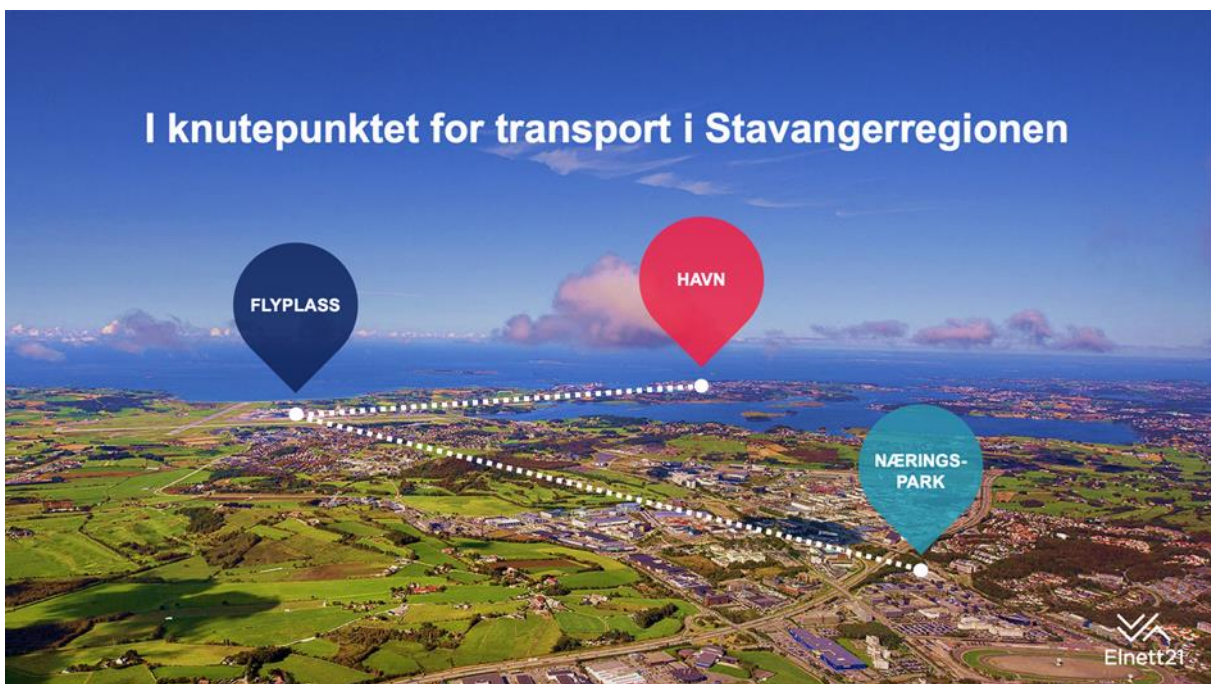 I knutepunktet for transport i Stavangerregionen
FLYPLASS
HAVN
NÆRINGS-
PARK
Elnett21